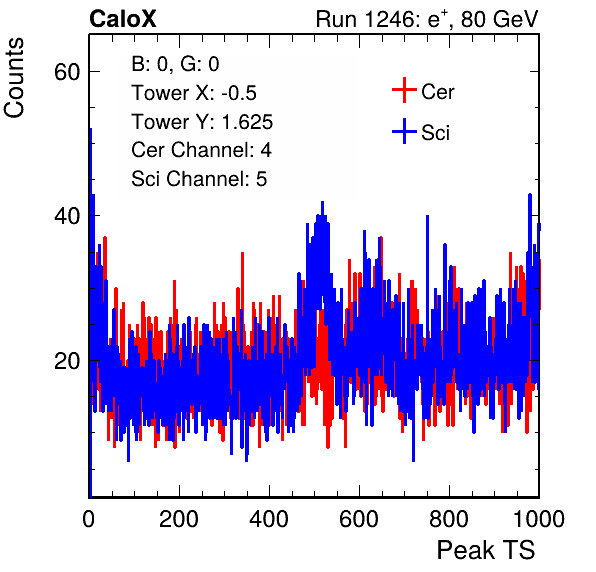 CaloX Run 1246: e⁺, 80 GeV
Counts
B: 0, G: 0
Tower X: -0.5
Tower Y: 1.625
Cer Channel: 4
Sci Channel: 5
Cer
Sci
60
40
20
0 200 400 600 800 1000
Peak TS